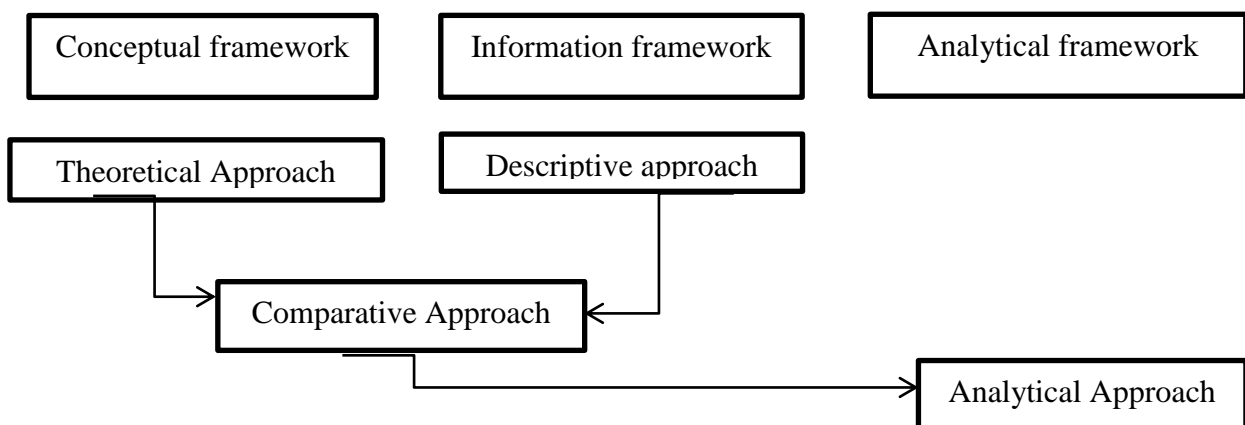 Conceptual framework
Information framework
Analytical framework
Theoretical Approach
Descriptive approach
Comparative Approach
Analytical Approach